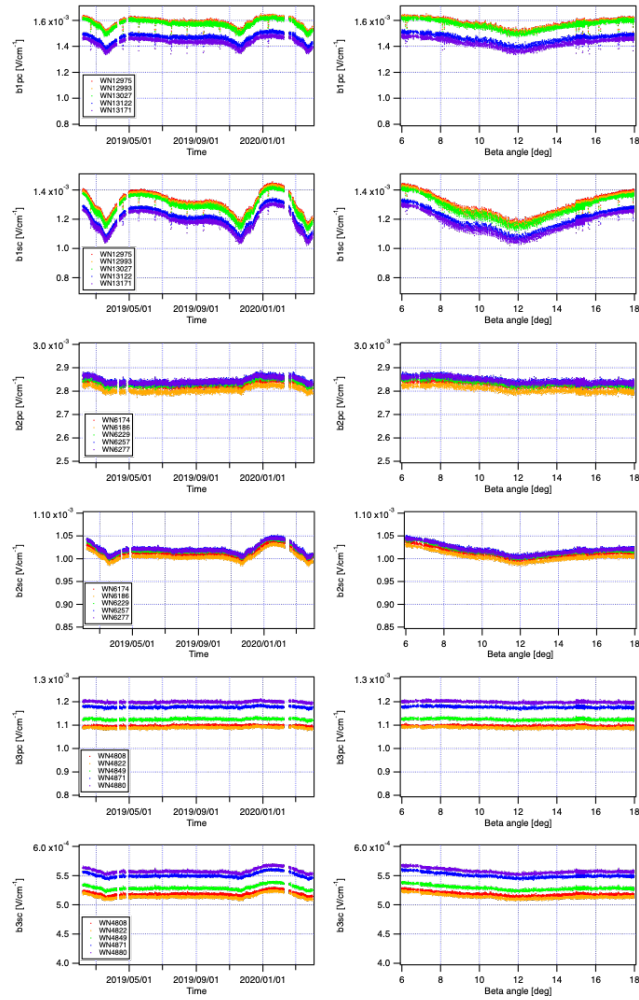 1.6 x10⁻³
1.4
1.2
1.0
0.8
b1pc [V/cm⁻¹]
WN12975
WN12993
WN13027
WN13122
WN13171
2019/05/01 2019/09/01 2020/01/01
Time
1.6 x10⁻³
1.4
1.2
1.0
0.8
b1pc [V/cm⁻¹]
6 8 10 12 14 16 18
Beta angle [deg]
1.4 x10⁻³
1.2
1.0
0.8
b1sc [V/cm⁻¹]
WN12975
WN12993
WN13027
WN13122
WN13171
2019/05/01 2019/09/01 2020/01/01
Time
1.4 x10⁻³
1.2
1.0
0.8
b1sc [V/cm⁻¹]
6 8 10 12 14 16 18
Beta angle [deg]
3.0 x10⁻³
2.9
2.8
2.7
2.6
2.5
b2pc [V/cm⁻¹]
WN6174
WN6186
WN6229
WN6257
WN6277
2019/05/01 2019/09/01 2020/01/01
Time
3.0 x10⁻³
2.9
2.8
2.7
2.6
2.5
b2pc [V/cm⁻¹]
6 8 10 12 14 16 18
Beta angle [deg]
1.10 x10⁻³
1.05
1.00
0.95
0.90
0.85
b2sc [V/cm⁻¹]
WN6174
WN6186
WN6229
WN6257
WN6277
2019/05/01 2019/09/01 2020/01/01
Time
1.10 x10⁻³
1.05
1.00
0.95
0.90
0.85
b2sc [V/cm⁻¹]
6 8 10 12 14 16 18
Beta angle [deg]
1.3 x10⁻³
1.2
1.1
1.0
0.9
0.8
b3pc [V/cm⁻¹]
WN4808
WN4822
WN4849
WN4871
WN4880
2019/05/01 2019/09/01 2020/01/01
Time
1.3 x10⁻³
1.2
1.1
1.0
0.9
0.8
b3pc [V/cm⁻¹]
6 8 10 12 14 16 18
Beta angle [deg]
6.0 x10⁻⁴
5.5
5.0
4.5
4.0
b3sc [V/cm⁻¹]
WN4808
WN4822
WN4849
WN4871
WN4880
2019/05/01 2019/09/01 2020/01/01
Time
6.0 x10⁻⁴
5.5
5.0
4.5
4.0
b3sc [V/cm⁻¹]
6 8 10 12 14 16 18
Beta angle [deg]